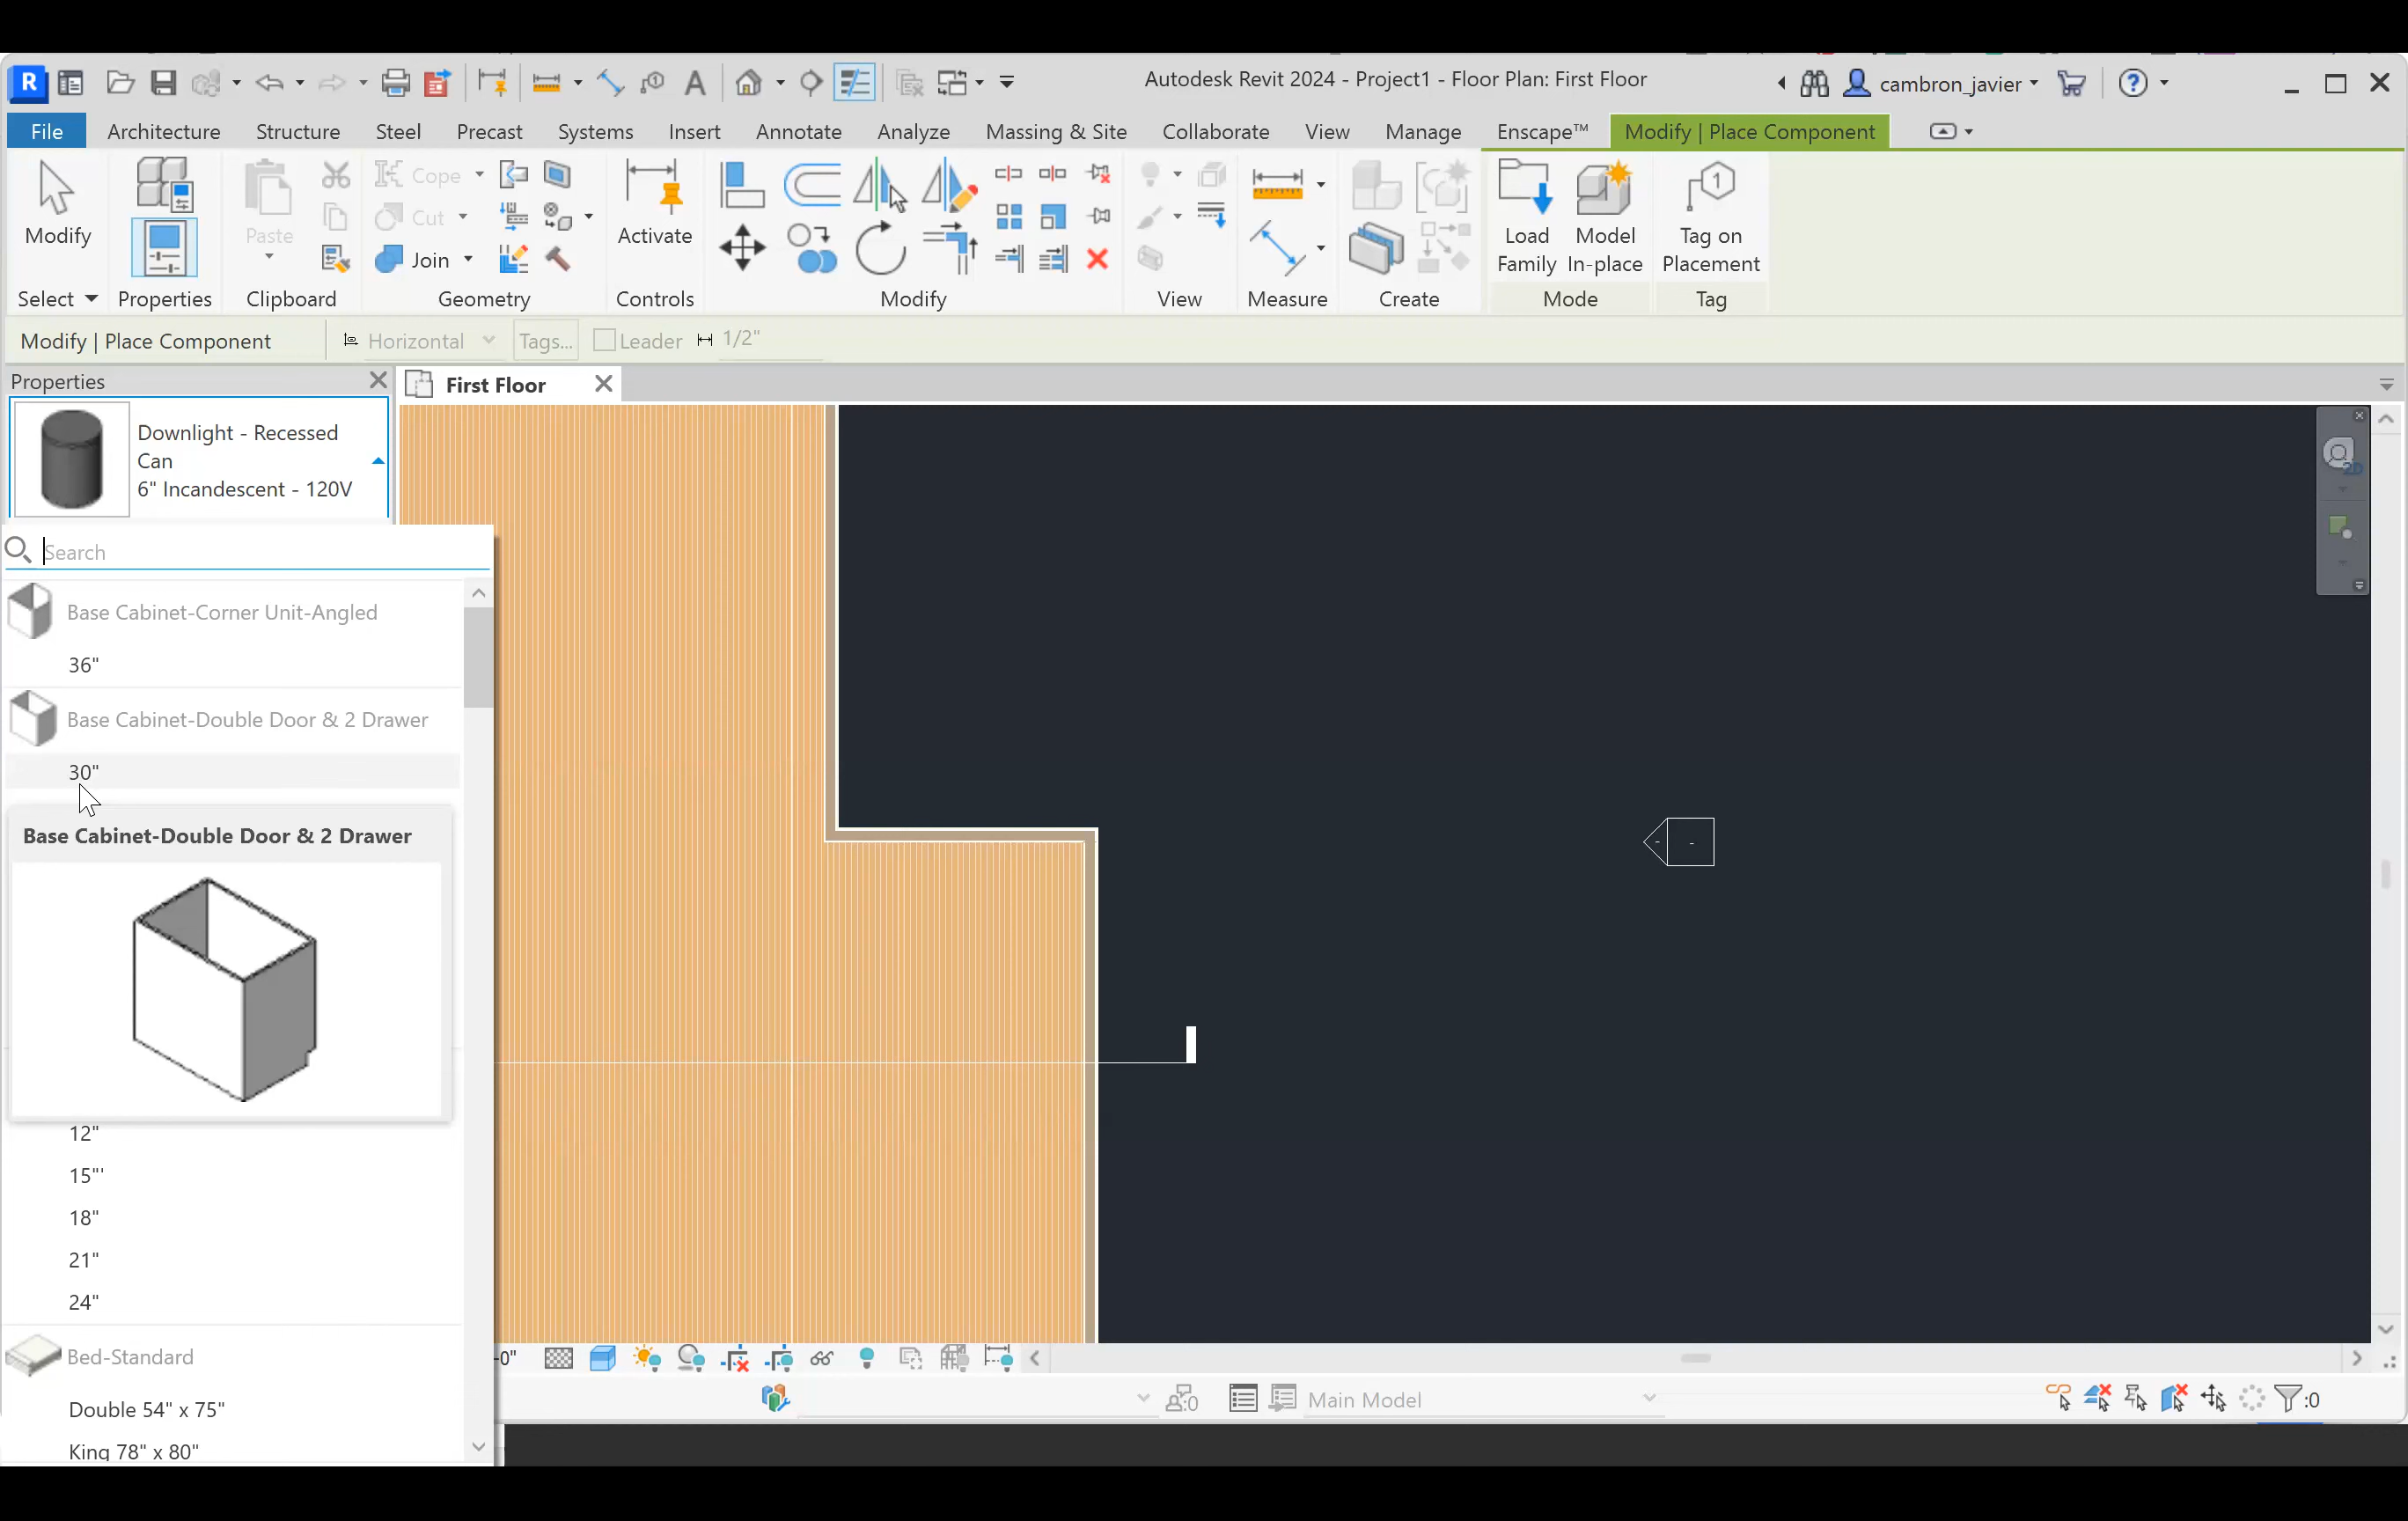 R
Autodesk Revit 2024 - Project1 - Floor Plan: First Floor
cambron_javier
?
File Architecture Structure Steel Precast Systems Insert Annotate Analyze Massing & Site Collaborate View Manage Enscape™ Modify | Place Component
Cope
Cut
Join
Modify
Paste
Activate
Load Family
Model In-place
Tag on Placement
Select Properties Clipboard Geometry Controls Modify View Measure Create Mode Tag
Modify | Place Component Horizontal Tags... Leader 1/2"
Properties
First Floor
Downlight - Recessed
Can
6" Incandescent - 120V
Search
Base Cabinet-Corner Unit-Angled
36"
Base Cabinet-Double Door & 2 Drawer
30"
Base Cabinet-Double Door & 2 Drawer
12"
15"'
18"
21"
24"
Bed-Standard
Double 54" x 75"
King 78" x 80"
-0"
Main Model
:0
:0